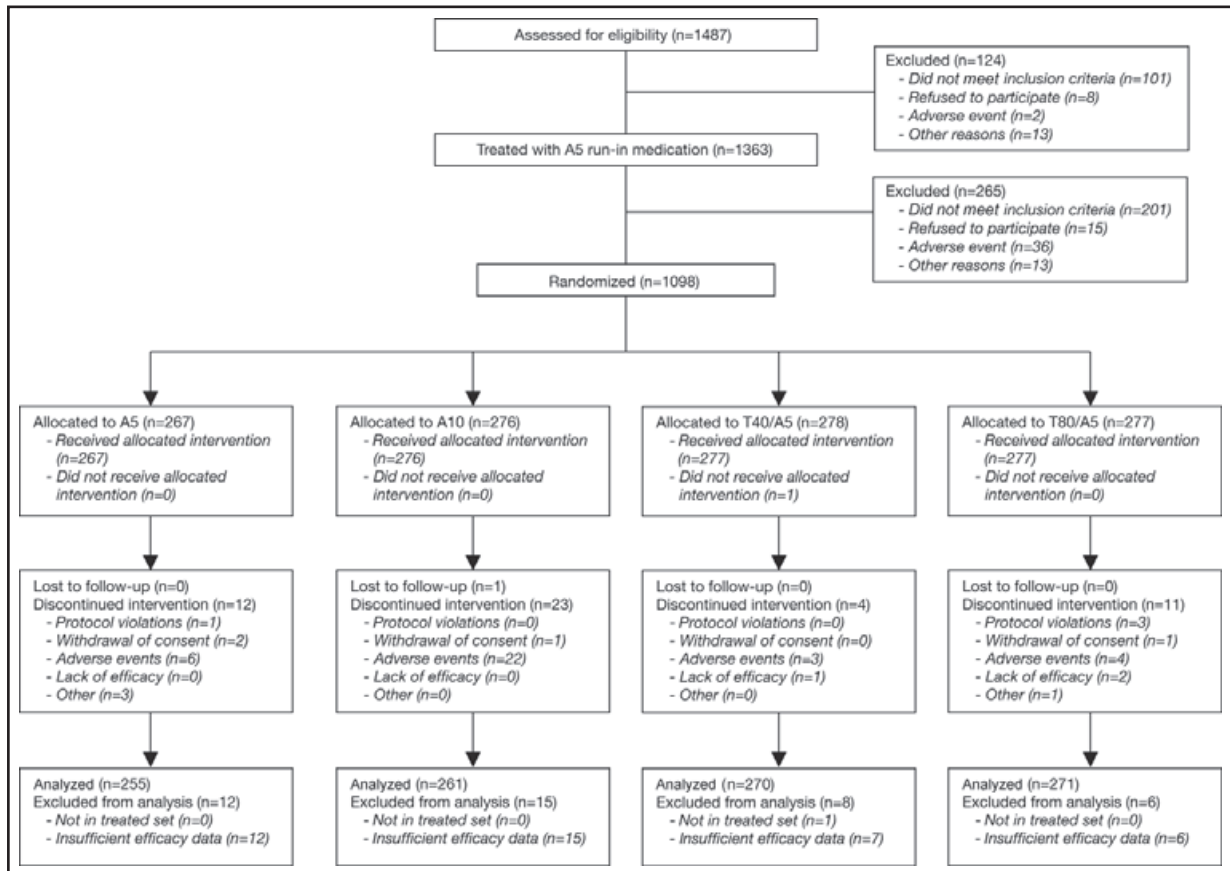 Assessed for eligibility (n=1487)
Excluded (n=124)
- Did not meet inclusion criteria (n=101)
- Refused to participate (n=8)
- Adverse event (n=2)
- Other reasons (n=13)
Treated with A5 run-in medication (n=1363)
Excluded (n=265)
- Did not meet inclusion criteria (n=201)
- Refused to participate (n=15)
- Adverse event (n=36)
- Other reasons (n=13)
Randomized (n=1098)
Allocated to A5 (n=267)
- Received allocated intervention
(n=267)
- Did not receive allocated
intervention (n=0)
Allocated to A10 (n=276)
- Received allocated intervention
(n=276)
- Did not receive allocated
intervention (n=0)
Allocated to T40/A5 (n=278)
- Received allocated intervention
(n=277)
- Did not receive allocated
intervention (n=1)
Allocated to T80/A5 (n=277)
- Received allocated intervention
(n=277)
- Did not receive allocated
intervention (n=0)
Lost to follow-up (n=0)
Discontinued intervention (n=12)
- Protocol violations (n=1)
- Withdrawal of consent (n=2)
- Adverse events (n=6)
- Lack of efficacy (n=0)
- Other (n=3)
Lost to follow-up (n=1)
Discontinued intervention (n=23)
- Protocol violations (n=0)
- Withdrawal of consent (n=1)
- Adverse events (n=22)
- Lack of efficacy (n=0)
- Other (n=0)
Lost to follow-up (n=0)
Discontinued intervention (n=4)
- Protocol violations (n=0)
- Withdrawal of consent (n=0)
- Adverse events (n=3)
- Lack of efficacy (n=1)
- Other (n=0)
Lost to follow-up (n=0)
Discontinued intervention (n=11)
- Protocol violations (n=3)
- Withdrawal of consent (n=1)
- Adverse events (n=4)
- Lack of efficacy (n=2)
- Other (n=1)
Analyzed (n=255)
Excluded from analysis (n=12)
- Not in treated set (n=0)
- Insufficient efficacy data (n=12)
Analyzed (n=261)
Excluded from analysis (n=15)
- Not in treated set (n=0)
- Insufficient efficacy data (n=15)
Analyzed (n=270)
Excluded from analysis (n=8)
- Not in treated set (n=1)
- Insufficient efficacy data (n=7)
Analyzed (n=271)
Excluded from analysis (n=6)
- Not in treated set (n=0)
- Insufficient efficacy data (n=6)